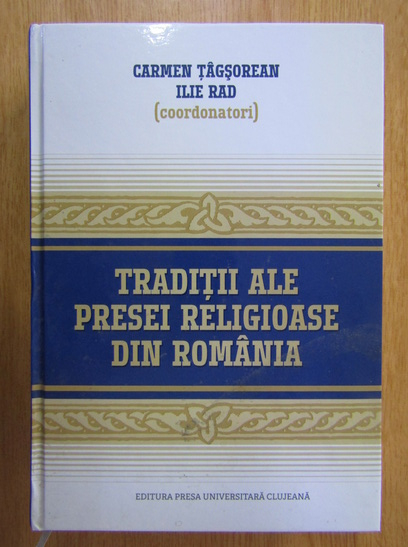 CARMEN ȚÂGȘOREAN
ILIE RAD
(coordonatori)
TRADIȚII ALE
PRESEI RELIGIOASE
DIN ROMÂNIA
EDITURA PRESA UNIVERSITARĂ CLUJEANĂ